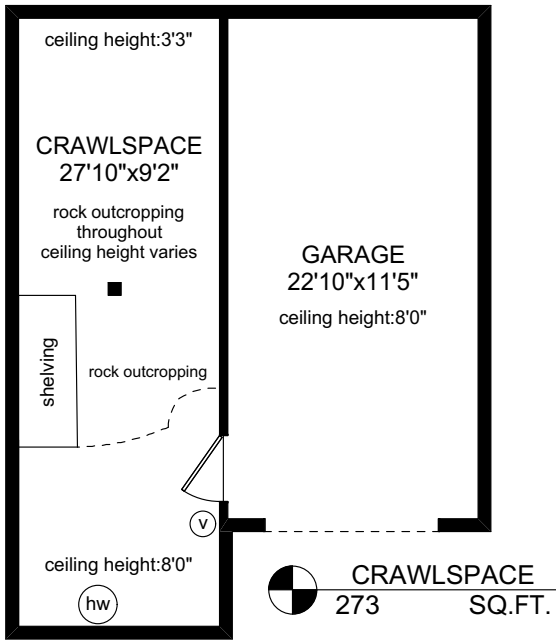 ceiling height:3'3"
CRAWLSPACE
27'10"x9'2"
rock outcropping
throughout
ceiling height varies
GARAGE
22'10"x11'5"
ceiling height:8'0"
shelving
rock outcropping
v
ceiling height:8'0"
hw
CRAWLSPACE
273 SQ.FT.